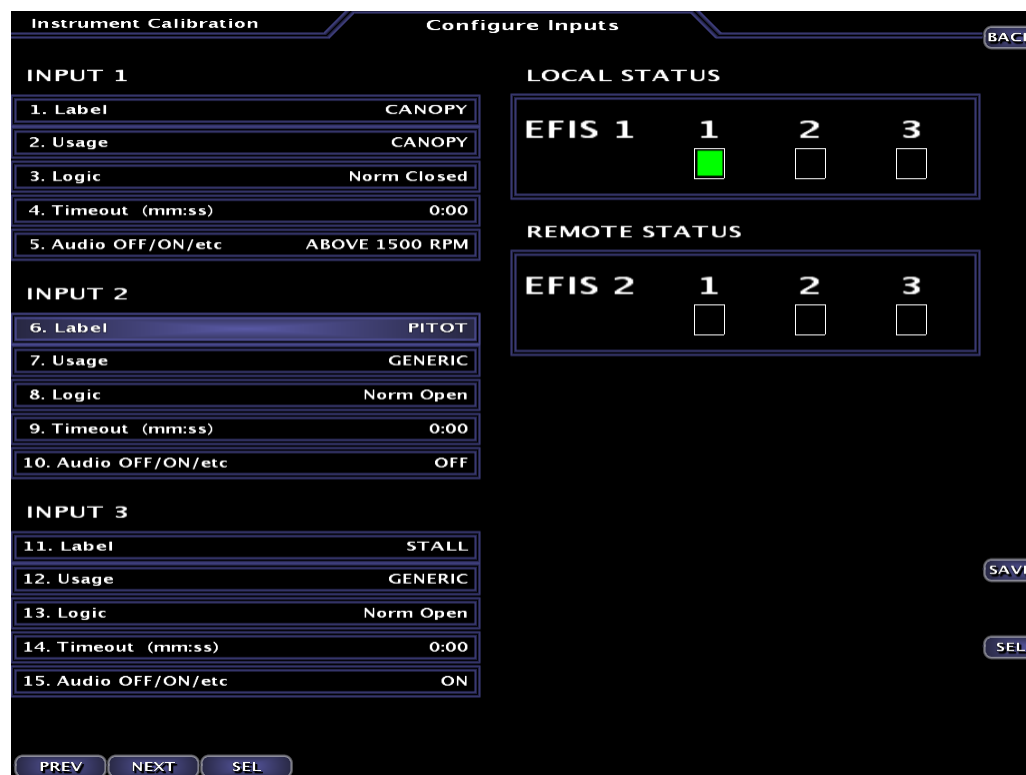 Instrument Calibration
Configure Inputs
BACK
INPUT 1
1. Label CANOPY
2. Usage CANOPY
3. Logic Norm Closed
4. Timeout (mm:ss) 0:00
5. Audio OFF/ON/etc ABOVE 1500 RPM
INPUT 2
6. Label PITOT
7. Usage GENERIC
8. Logic Norm Open
9. Timeout (mm:ss) 0:00
10. Audio OFF/ON/etc OFF
INPUT 3
11. Label STALL
12. Usage GENERIC
13. Logic Norm Open
14. Timeout (mm:ss) 0:00
15. Audio OFF/ON/etc ON
LOCAL STATUS
EFIS 1 1 2 3
REMOTE STATUS
EFIS 2 1 2 3
SAV
SEL
PREV NEXT SEL